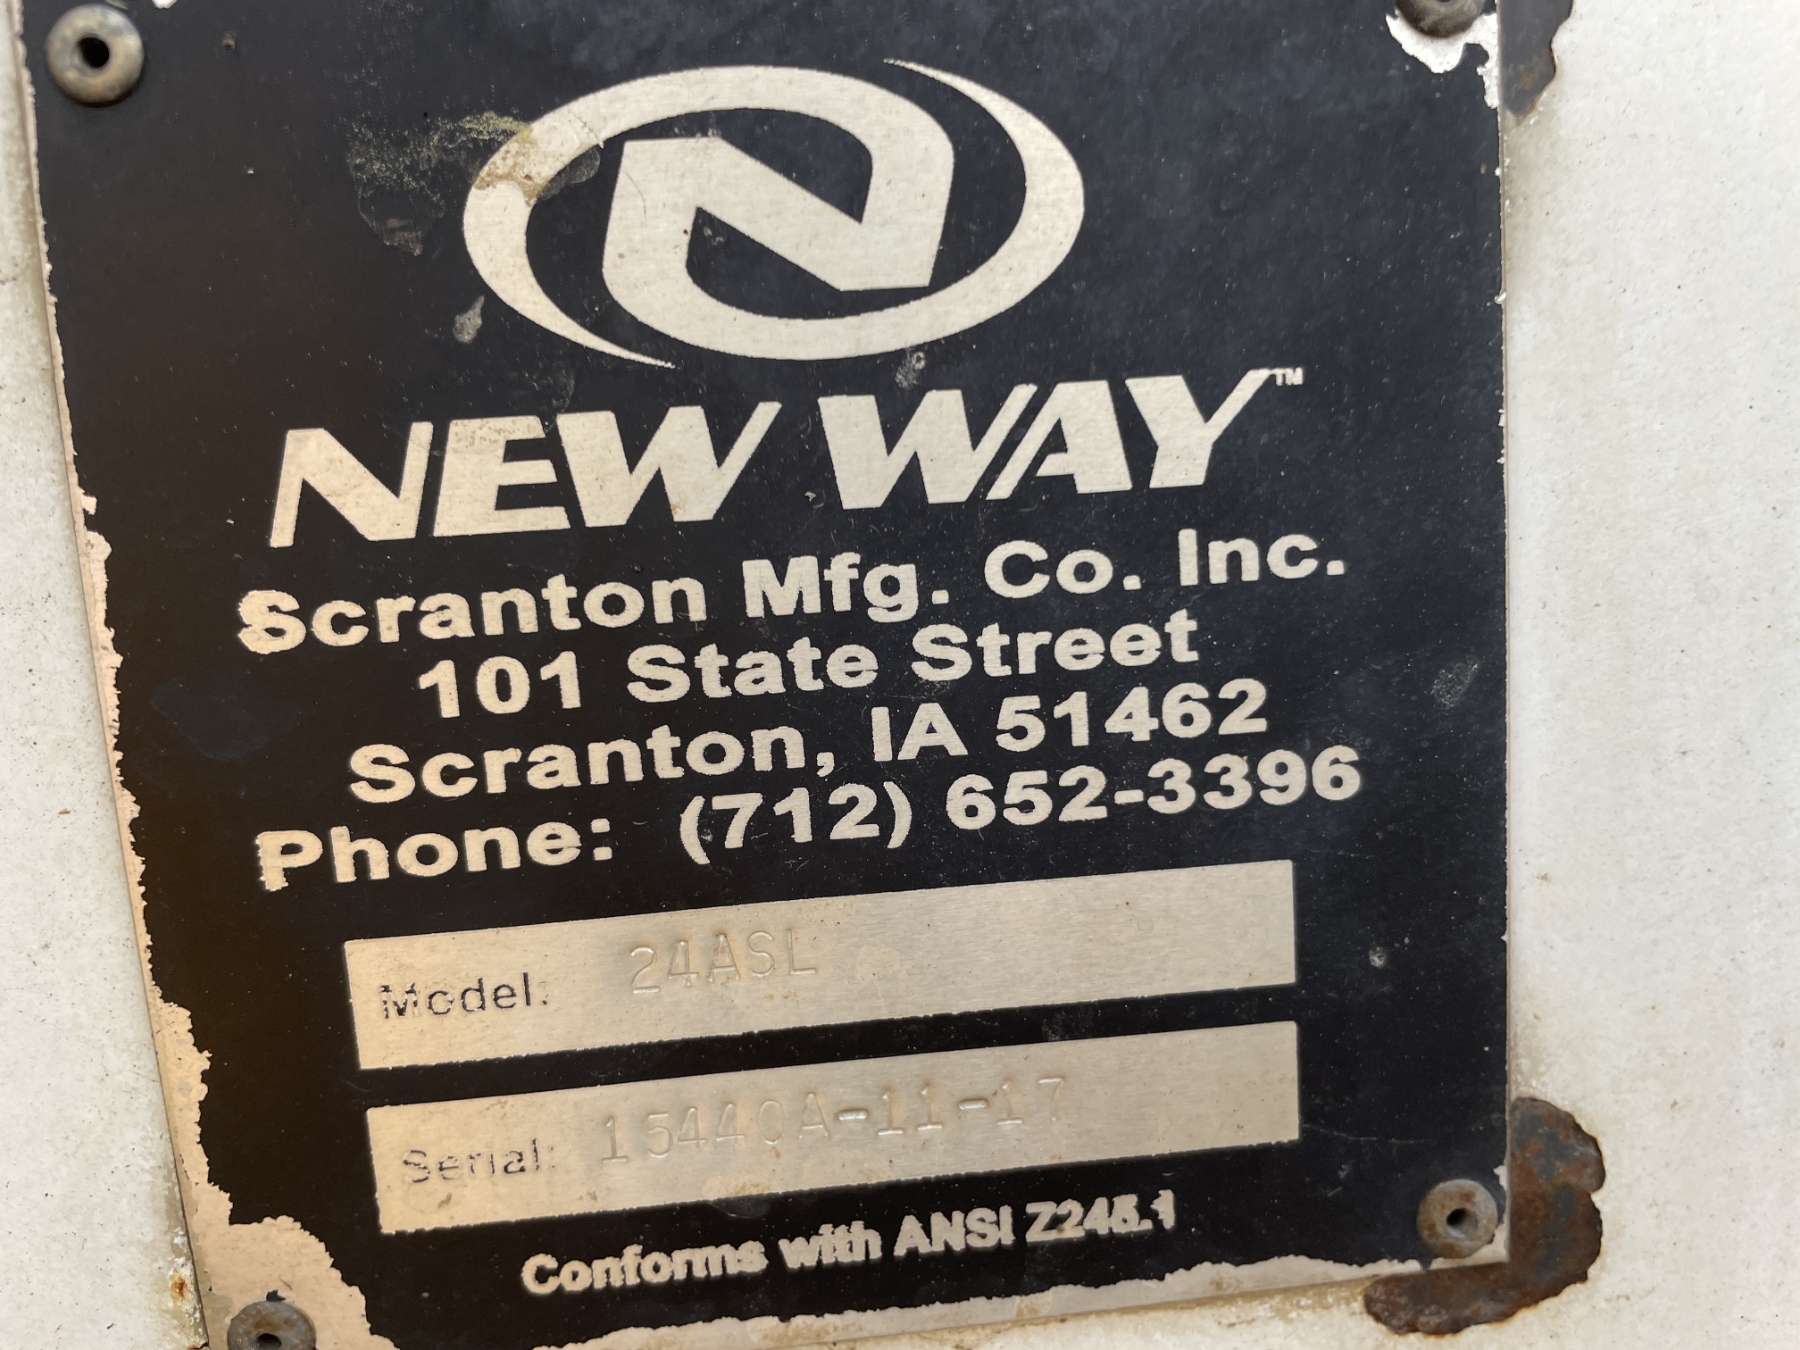 NEW WAY™
Scranton Mfg. Co. Inc.
101 State Street
Scranton, IA 51462
Phone: (712) 652-3396
Model: 24ASL
Serial: 15440A-11-17
Conforms with ANSI Z245.1